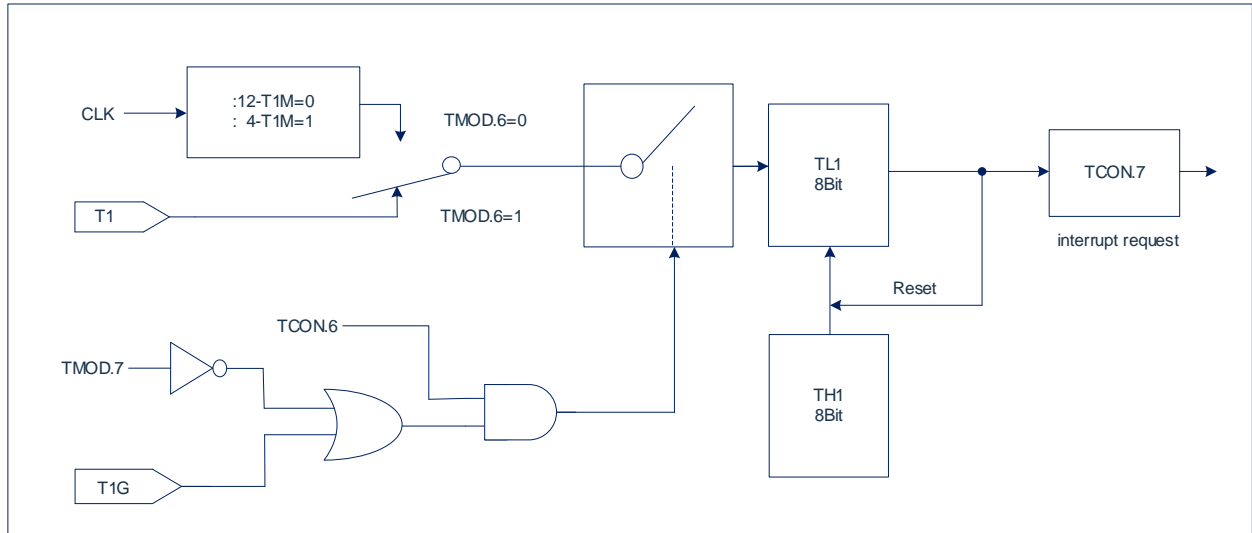 :12-T1M=0
: 4-T1M=1
CLK
TMOD.6=0
T1
TMOD.6=1
TL1
8Bit
TCON.7
interrupt request
Reset
TCON.6
TMOD.7
TH1
8Bit
T1G